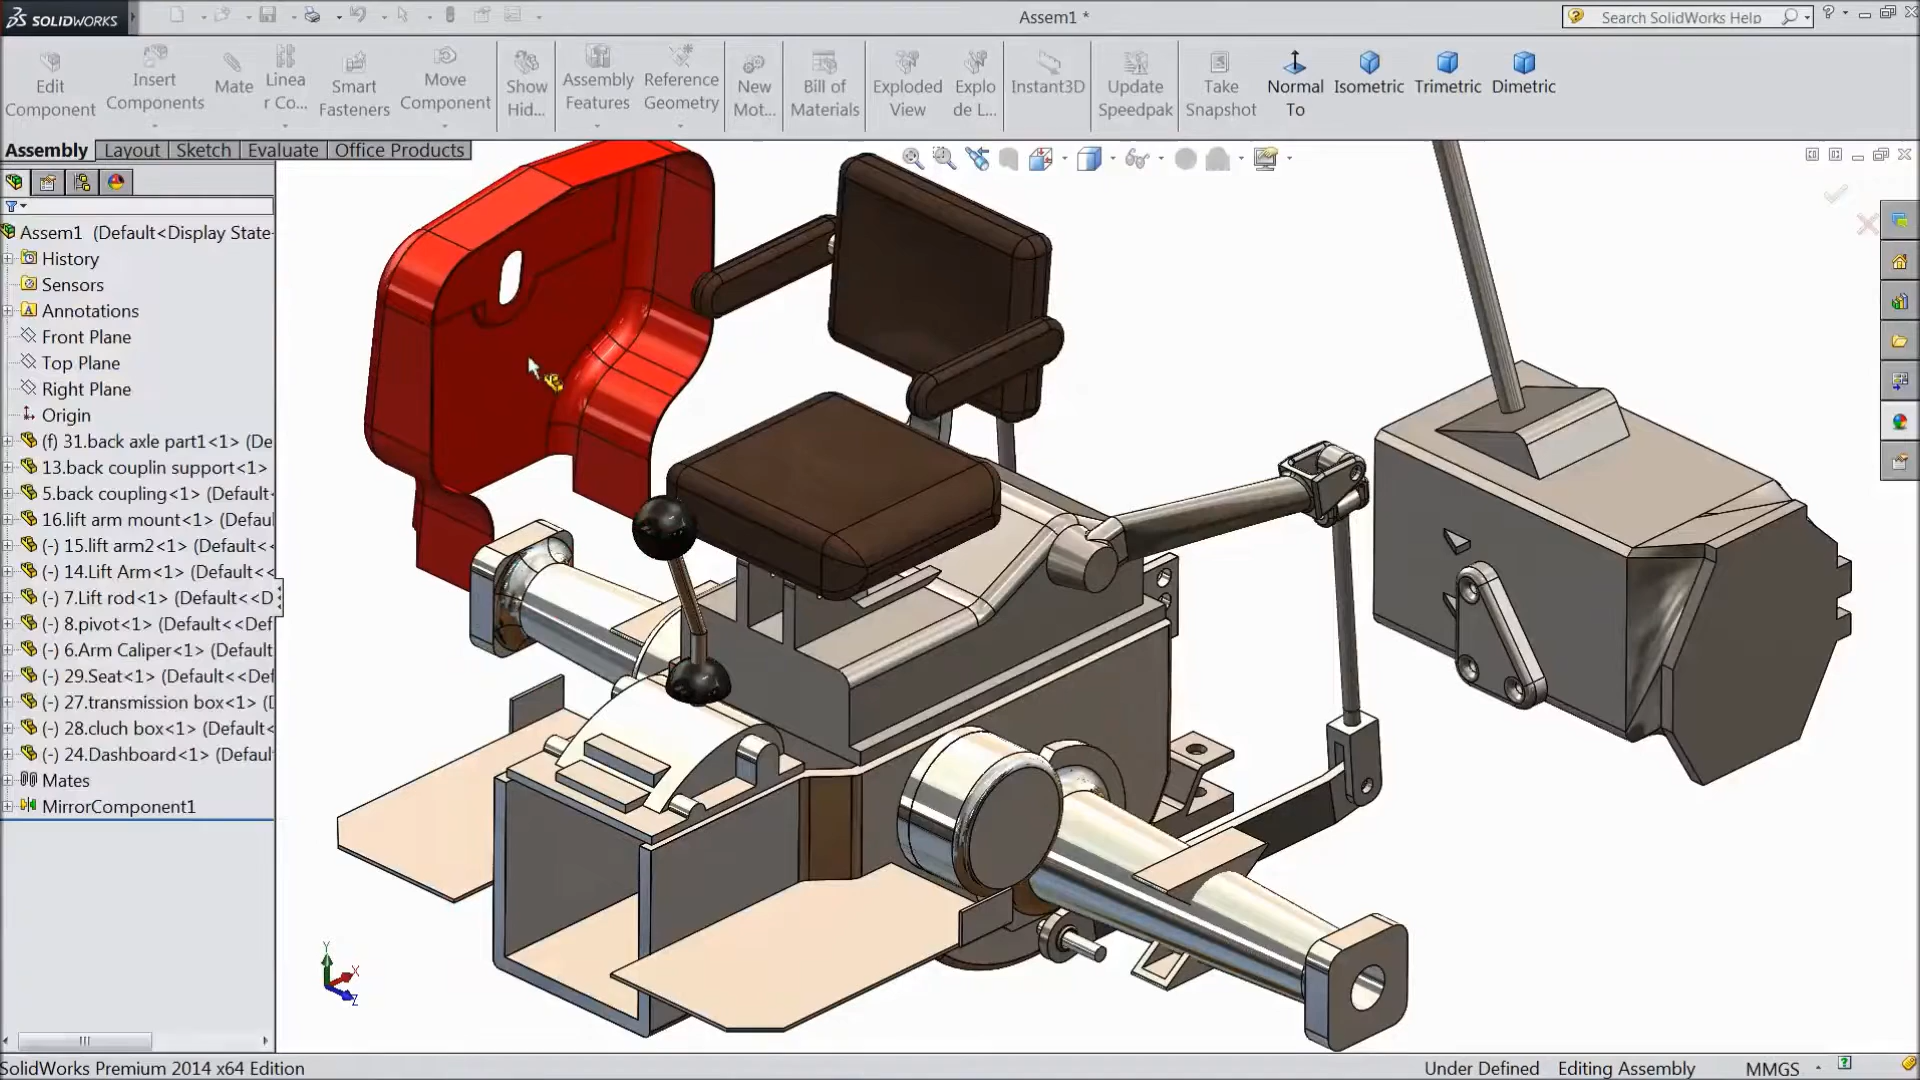 SOLIDWORKS
Assem1 *
Search SolidWorks Help
Edit Component
Insert Components
Mate
Linea r Co...
Smart Fasteners
Move Component
Show Hid...
Assembly Features
Reference Geometry
New Mot...
Bill of Materials
Exploded View
Explo de L...
Instant3D
Update Speedpak
Take Snapshot
Normal To
Isometric
Trimetric
Dimetric
Assembly Layout Sketch Evaluate Office Products
Assem1 (Default<Display State-
History
Sensors
Annotations
Front Plane
Top Plane
Right Plane
Origin
(f) 31.back axle part1<1> (De
13.back couplin support<1>
5.back coupling<1> (Default<
16.lift arm mount<1> (Defaul
(-) 15.lift arm2<1> (Default<<
(-) 14.Lift Arm<1> (Default<<
(-) 7.Lift rod<1> (Default<<D
(-) 8.pivot<1> (Default<<Def
(-) 6.Arm Caliper<1> (Default
(-) 29.Seat<1> (Default<<Def
(-) 27.transmission box<1> (D
(-) 28.cluch box<1> (Default<
(-) 24.Dashboard<1> (Defaul
Mates
MirrorComponent1
Y
X
Z
SolidWorks Premium 2014 x64 Edition
Under Defined
Editing Assembly
MMGS